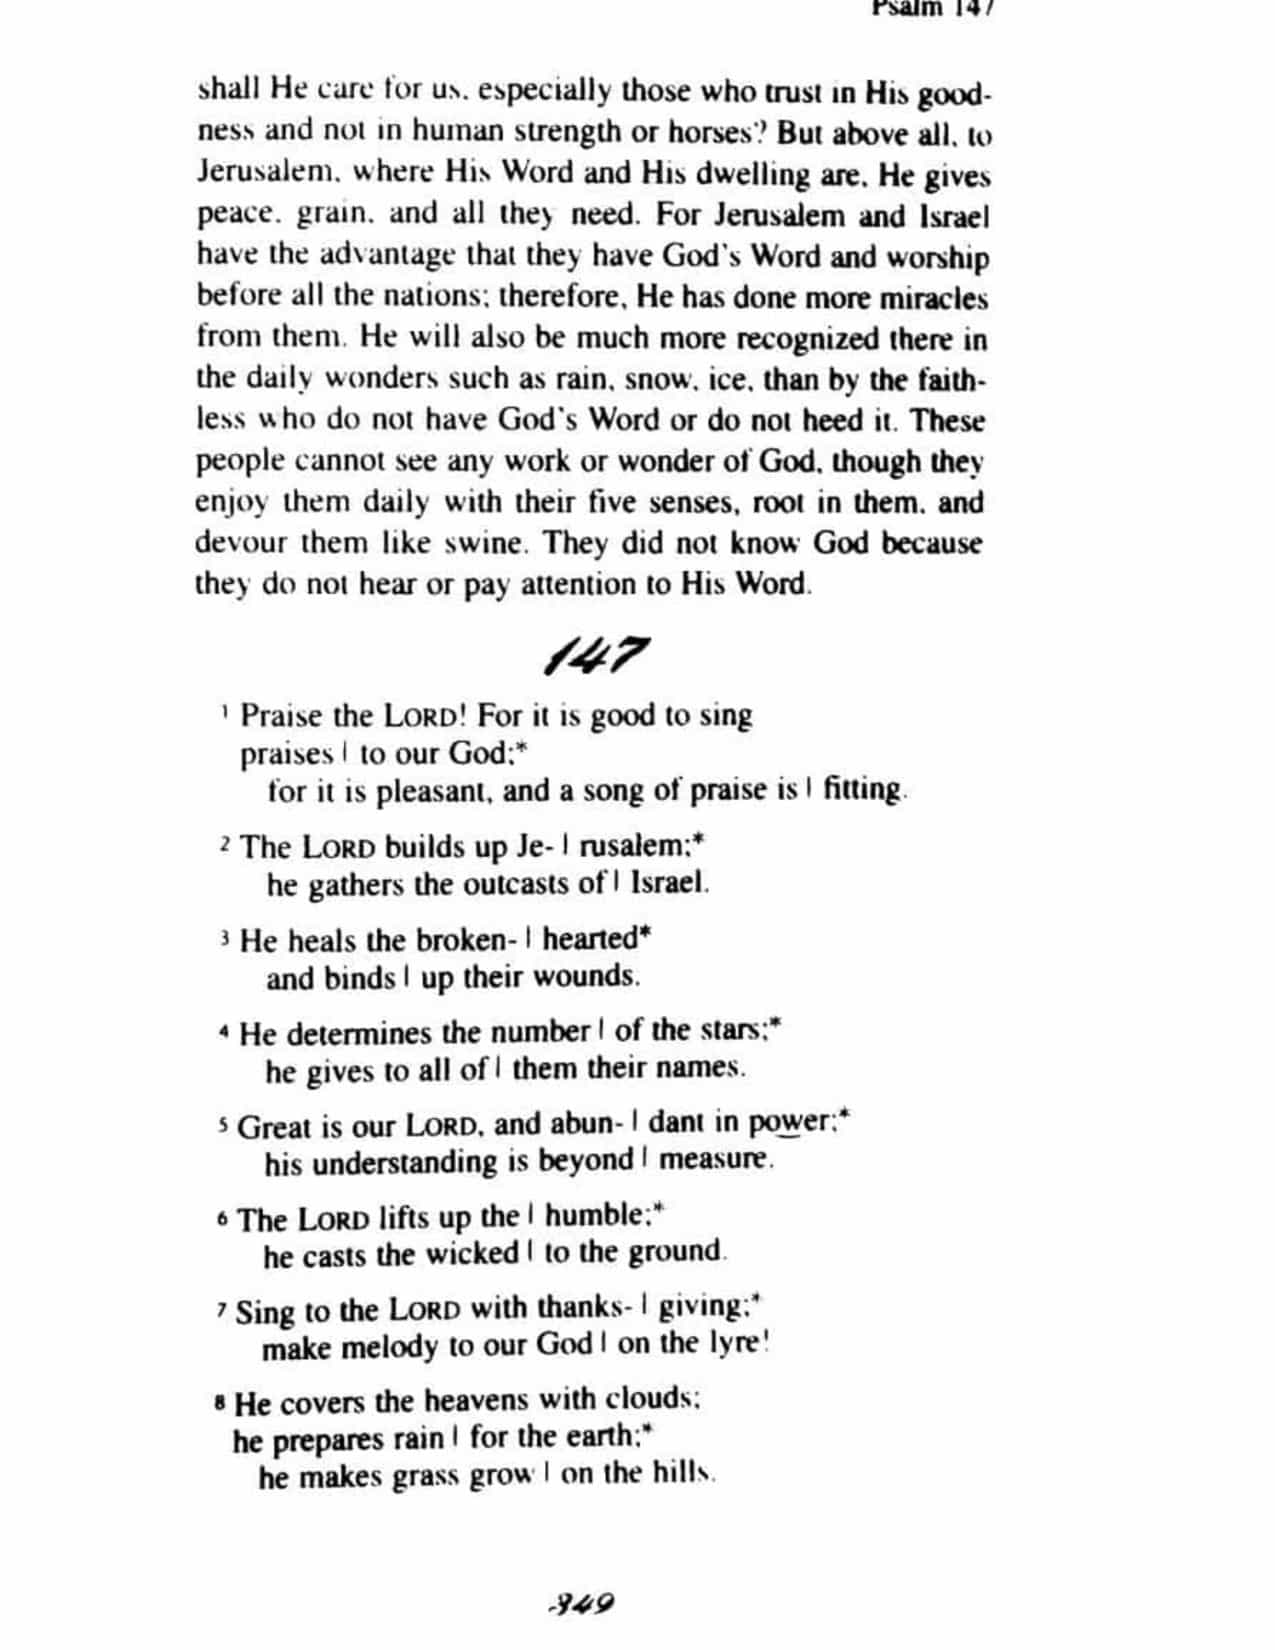 Psalm 147
shall He care for us, especially those who trust in His good-
ness and not in human strength or horses? But above all, to
Jerusalem, where His Word and His dwelling are, He gives
peace, grain, and all they need. For Jerusalem and Israel
have the advantage that they have God's Word and worship
before all the nations; therefore, He has done more miracles
from them. He will also be much more recognized there in
the daily wonders such as rain, snow, ice, than by the faith-
less who do not have God's Word or do not heed it. These
people cannot see any work or wonder of God, though they
enjoy them daily with their five senses, root in them, and
devour them like swine. They did not know God because
they do not hear or pay attention to His Word.
147
1 Praise the LORD! For it is good to sing
praises | to our God;*
for it is pleasant, and a song of praise is | fitting.
2 The LORD builds up Je- | rusalem;*
he gathers the outcasts of | Israel.
3 He heals the broken- | hearted*
and binds | up their wounds.
4 He determines the number | of the stars;*
he gives to all of | them their names.
5 Great is our LORD, and abun- | dant in power;*
his understanding is beyond | measure.
6 The LORD lifts up the | humble;*
he casts the wicked | to the ground.
7 Sing to the LORD with thanks- | giving;*
make melody to our God | on the lyre!
8 He covers the heavens with clouds;
he prepares rain | for the earth;*
he makes grass grow | on the hills.
349